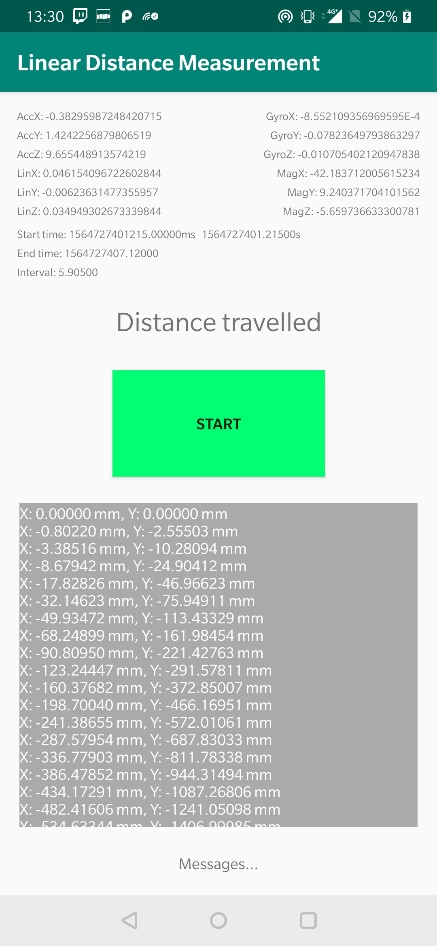 13:30 4G 92%
Linear Distance Measurement
AccX: -0.38295987248420715 GyroX: -8.552109356969595E-4
AccY: 1.4242256879806519 GyroY: -0.07823649793863297
AccZ: 9.655448913574219 GyroZ: -0.010705402120947838
LinX: 0.046154096722602844 MagX: -42.183712005615234
LinY: -0.00623631477355957 MagY: 9.240371704101562
LinZ: 0.034949302673339844 MagZ: -5.659736633300781
Start time: 1564727401215.00000ms 1564727401.21500s
End time: 1564727407.12000
Interval: 5.90500
Distance travelled
START
X: 0.00000 mm, Y: 0.00000 mm
X: -0.80220 mm, Y: -2.55503 mm
X: -3.38516 mm, Y: -10.28094 mm
X: -8.67942 mm, Y: -24.90412 mm
X: -17.82826 mm, Y: -46.96623 mm
X: -32.14623 mm, Y: -75.94911 mm
X: -49.93472 mm, Y: -113.43329 mm
X: -68.24899 mm, Y: -161.98454 mm
X: -90.80950 mm, Y: -221.42763 mm
X: -123.24447 mm, Y: -291.57811 mm
X: -160.37682 mm, Y: -372.85007 mm
X: -198.70040 mm, Y: -466.16951 mm
X: -241.38655 mm, Y: -572.01061 mm
X: -287.57954 mm, Y: -687.83033 mm
X: -336.77903 mm, Y: -811.78338 mm
X: -386.47852 mm, Y: -944.31494 mm
X: -434.17291 mm, Y: -1087.26806 mm
X: -482.41606 mm, Y: -1241.05098 mm
X: -534.63344 mm, Y: -1406.99985 mm
Messages...